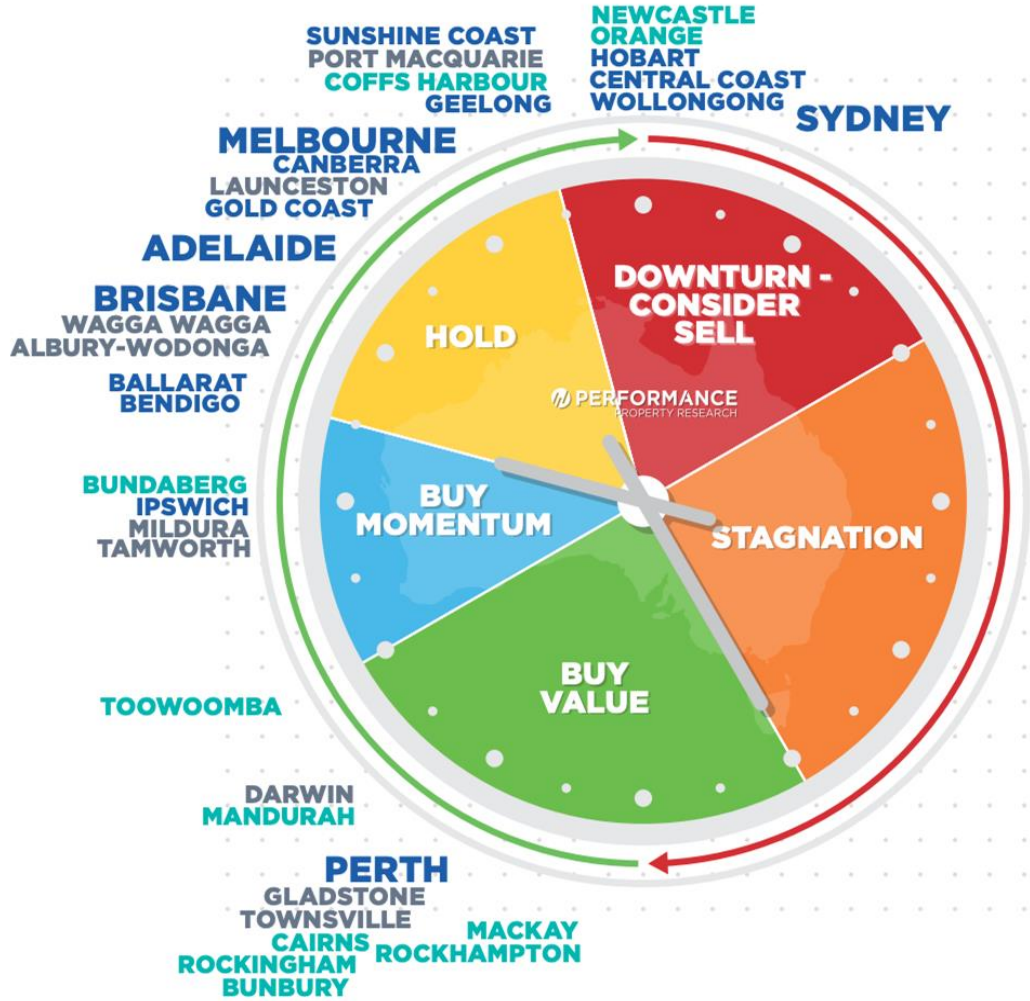 SUNSHINE COAST
PORT MACQUARIE
COFFS HARBOUR
GEELONG
NEWCASTLE
ORANGE
HOBART
CENTRAL COAST
WOLLONGONG
SYDNEY
MELBOURNE
CANBERRA
LAUNCESTON
GOLD COAST
ADELAIDE
BRISBANE
WAGGA WAGGA
ALBURY-WODONGA
BALLARAT
BENDIGO
BUNDABERG
IPSWICH
MILDURA
TAMWORTH
TOOWOOMBA
DARWIN
MANDURAH
PERTH
GLADSTONE
TOWNSVILLE
CAIRNS
ROCKINGHAM
BUNBURY
MACKAY
ROCKHAMPTON
DOWNTURN -
CONSIDER
SELL
HOLD
PERFORMANCE
PROPERTY RESEARCH
BUY
MOMENTUM
STAGNATION
BUY
VALUE